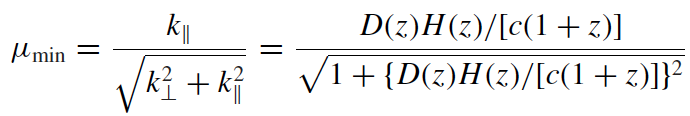 μ_min = k_∥ / √(k_⊥^2 + k_∥^2) = D(z)H(z)/[c(1 + z)] / √(1 + {D(z)H(z)/[c(1 + z)]}^2)